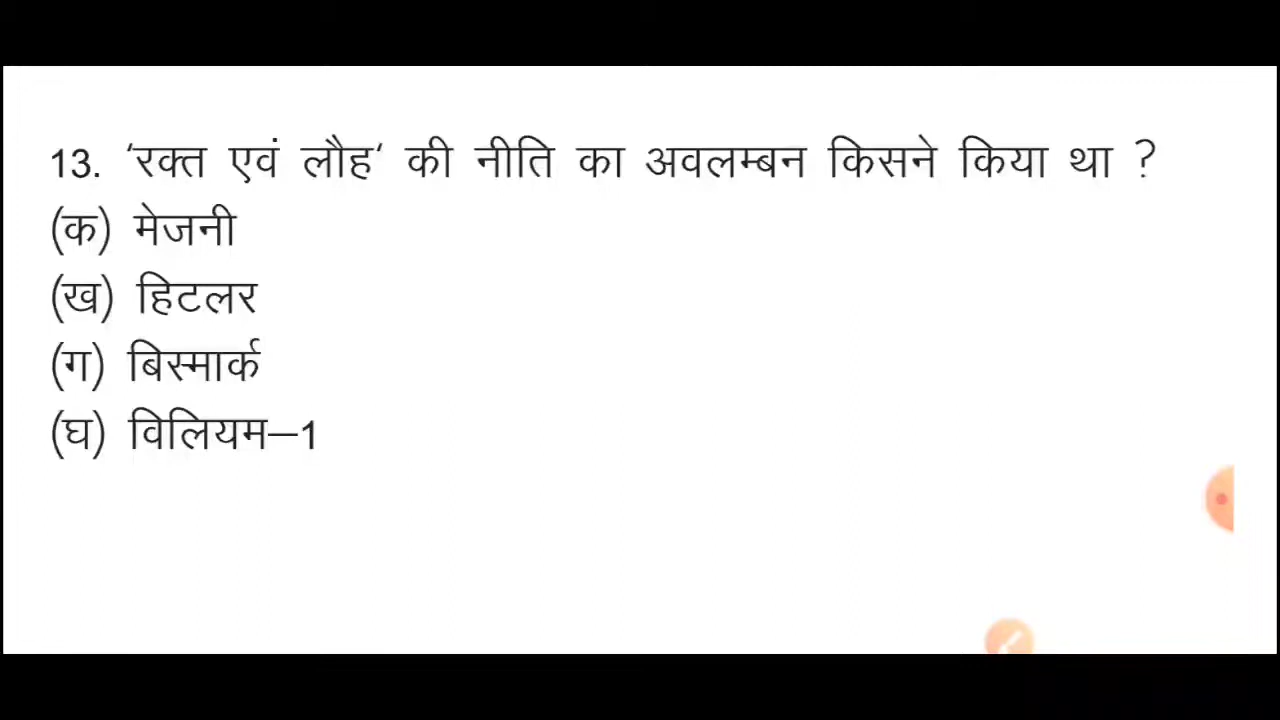 13. ‘रक्त एवं लौह‘ की नीति का अवलम्बन किसने किया था ?
(क) मेजनी
(ख) हिटलर
(ग) बिस्मार्क
(घ) विलियम–1